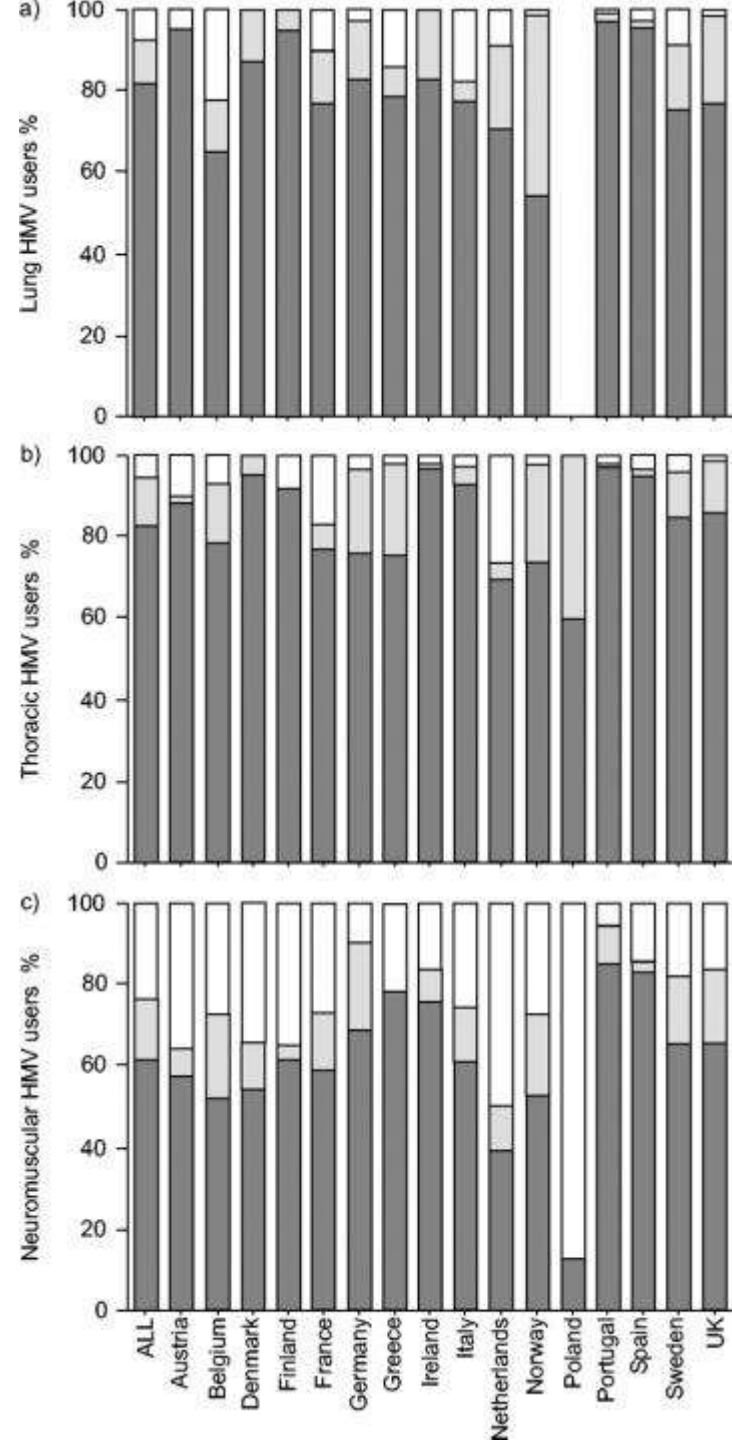 a)
Lung HMV users %
100
80
60
40
20
0
b)
Thoracic HMV users %
100
80
60
40
20
0
c)
Neuromuscular HMV users %
100
80
60
40
20
0
ALL
Austria
Belgium
Denmark
Finland
France
Germany
Greece
Ireland
Italy
Netherlands
Norway
Poland
Portugal
Spain
Sweden
UK